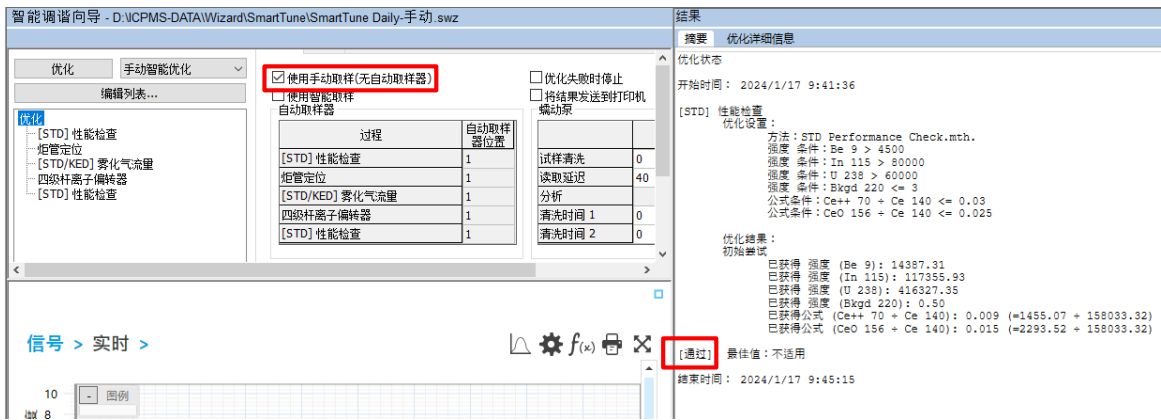 智能调谐向导 - D:\ICPMS-DATA\Wizard\SmartTune\SmartTune Daily-手动.swz
优化
手动智能优化
编辑列表...
优化
[STD] 性能检查
炬管定位
[STD/KED] 雾化气流量
四级杆离子偏转器
[STD] 性能检查
使用手动取样(无自动取样器)
使用智能取样
优化失败时停止
将结果发送到打印机
自动取样器
过程 自动取样器位置
[STD] 性能检查 1
炬管定位 1
[STD/KED] 雾化气流量 1
四级杆离子偏转器 1
[STD] 性能检查 1
蠕动泵
试样清洗 0
读取延迟 40
分析
清洗时间 1 0
清洗时间 2 0
信号 > 实时 >
f(x)
10
8
- 图例
结果
摘要 优化详细信息
优化状态
开始时间： 2024/1/17 9:41:36
[STD] 性能检查
优化设置：
方法：STD Performance Check.mth.
强度 条件：Be 9 > 4500
强度 条件：In 115 > 80000
强度 条件：U 238 > 60000
强度 条件：Bkgd 220 <= 3
公式条件：Ce++ 70 ÷ Ce 140 <= 0.03
公式条件：CeO 156 ÷ Ce 140 <= 0.025
优化结果：
初始尝试
已获得 强度 (Be 9): 14387.31
已获得 强度 (In 115): 117355.93
已获得 强度 (U 238): 416327.35
已获得 强度 (Bkgd 220): 0.50
已获得公式 (Ce++ 70 ÷ Ce 140): 0.009 (=1455.07 ÷ 158033.32)
已获得公式 (CeO 156 ÷ Ce 140): 0.015 (=2293.52 ÷ 158033.32)
[通过] 最佳值：不适用
结束时间： 2024/1/17 9:45:15